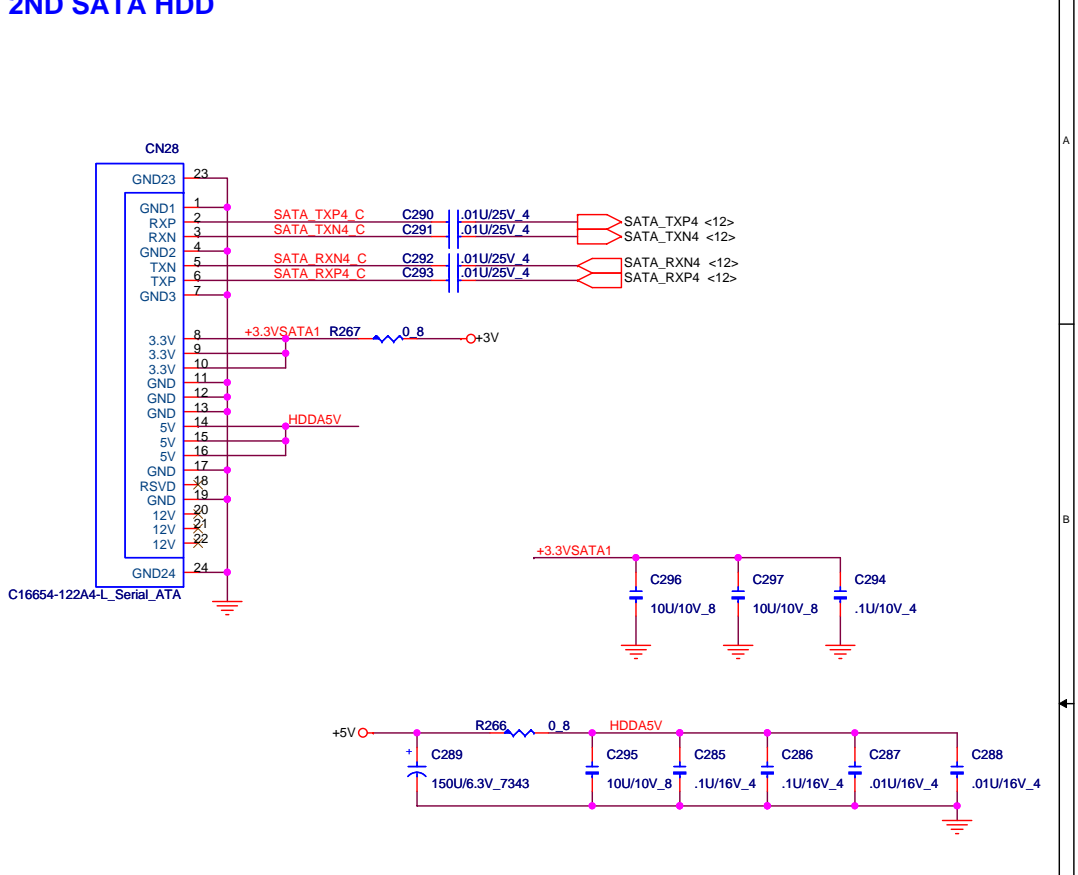 2ND SATA HDD
A
CN28
GND23 23
GND1 1
RXP 2 SATA_TXP4_C C290 .01U/25V_4 SATA_TXP4 <12>
RXN 3 SATA_TXN4_C C291 .01U/25V_4 SATA_TXN4 <12>
GND2 4
TXN 5 SATA_RXN4_C C292 .01U/25V_4 SATA_RXN4 <12>
TXP 6 SATA_RXP4_C C293 .01U/25V_4 SATA_RXP4 <12>
GND3 7
3.3V 8 +3.3VSATA1 R267 0_8 +3V
3.3V 9
3.3V 10
GND 11
GND 12
GND 13
5V 14 HDDA5V
5V 15
5V 16
GND 17
RSVD 18
GND 19
12V 20
12V 21
12V 22
B
GND24 24
C16654-122A4-L_Serial_ATA
+3.3VSATA1
C296 C297 C294
10U/10V_8 10U/10V_8 .1U/10V_4
+5V R266 0_8 HDDA5V
+ C289 C295 C285 C286 C287 C288
150U/6.3V_7343 10U/10V_8 .1U/16V_4 .1U/16V_4 .01U/16V_4 .01U/16V_4